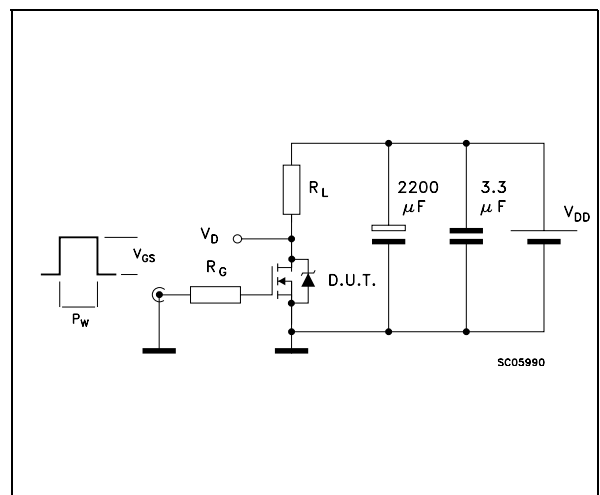 R_L
2200
µF
3.3
µF
V_DD
V_D
V_GS
R_G
D.U.T.
P_W
SC05990